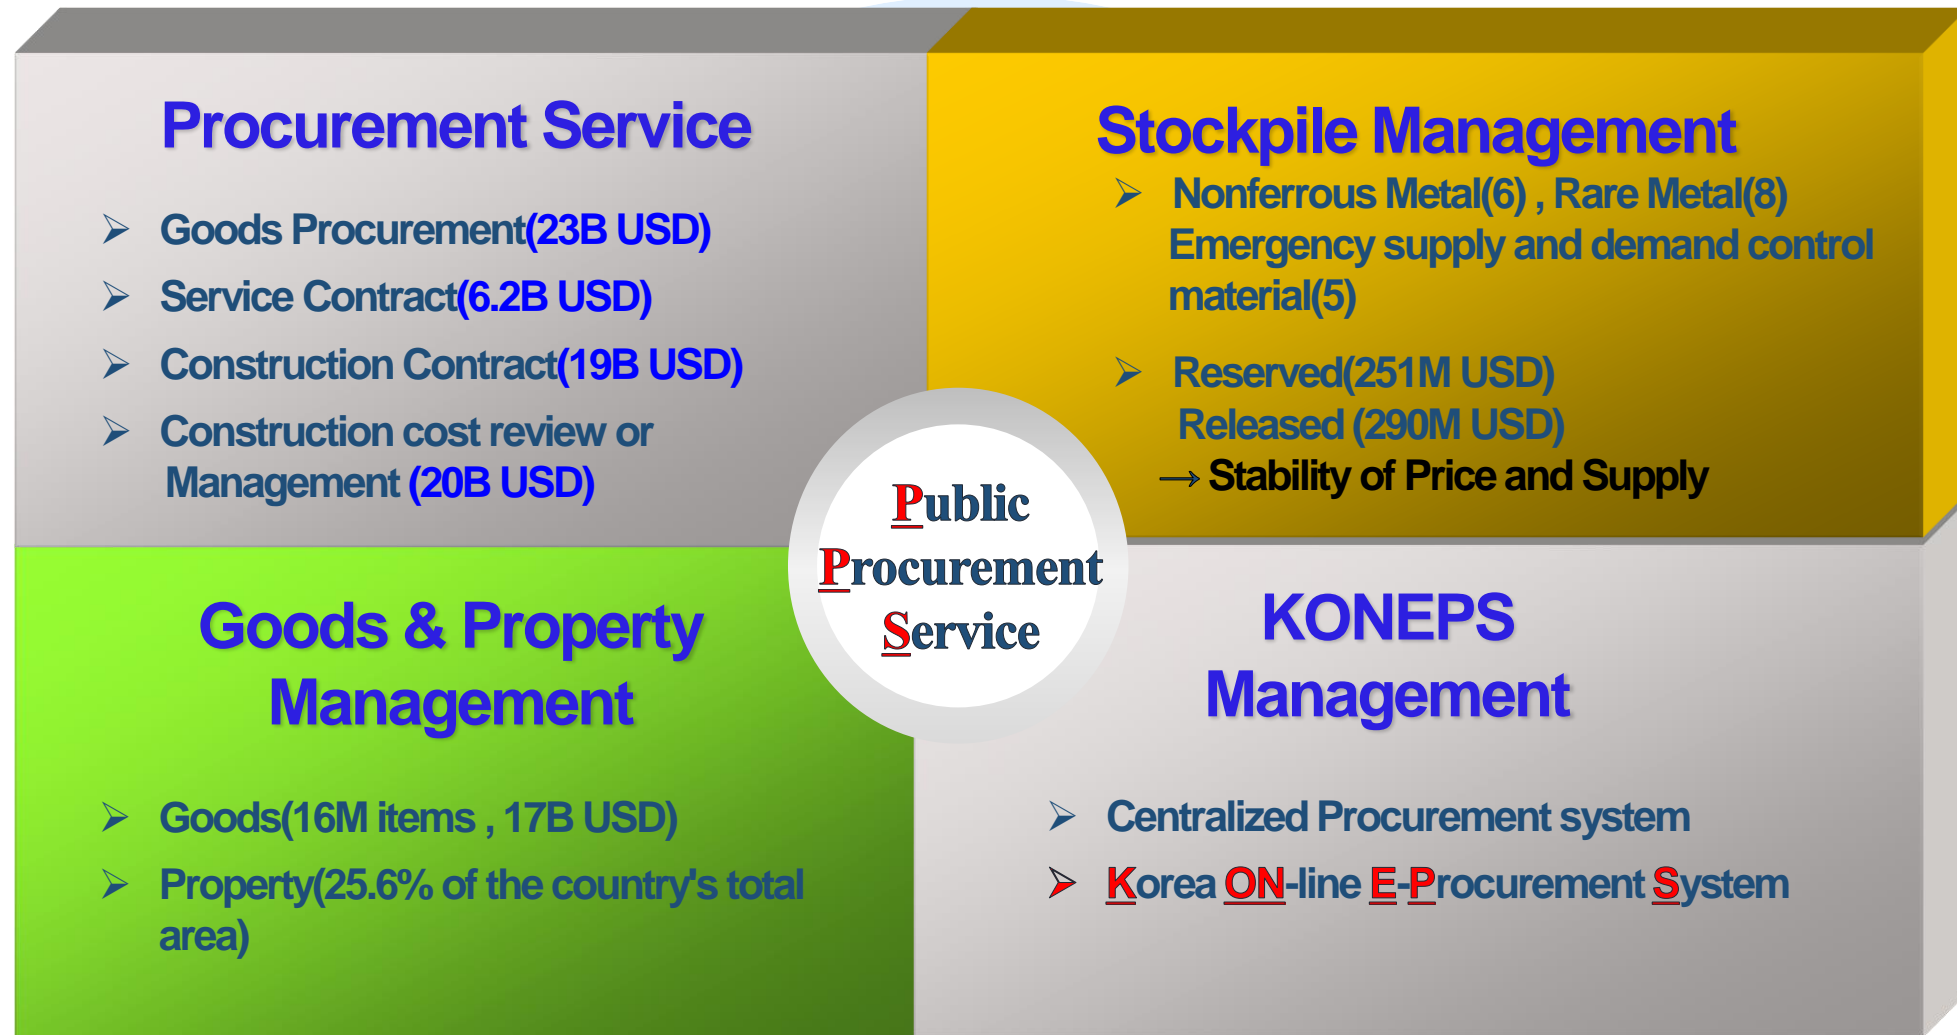 Procurement Service
➢ Goods Procurement(23B USD)
➢ Service Contract(6.2B USD)
➢ Construction Contract(19B USD)
➢ Construction cost review or
Management (20B USD)
Stockpile Management
➢ Nonferrous Metal(6) , Rare Metal(8)
Emergency supply and demand control
material(5)
➢ Reserved(251M USD)
Released (290M USD)
→ Stability of Price and Supply
Public
Procurement
Service
Goods & Property
Management
➢ Goods(16M items , 17B USD)
➢ Property(25.6% of the country's total
area)
KONEPS
Management
➢ Centralized Procurement system
➢ Korea ON-line E-Procurement System